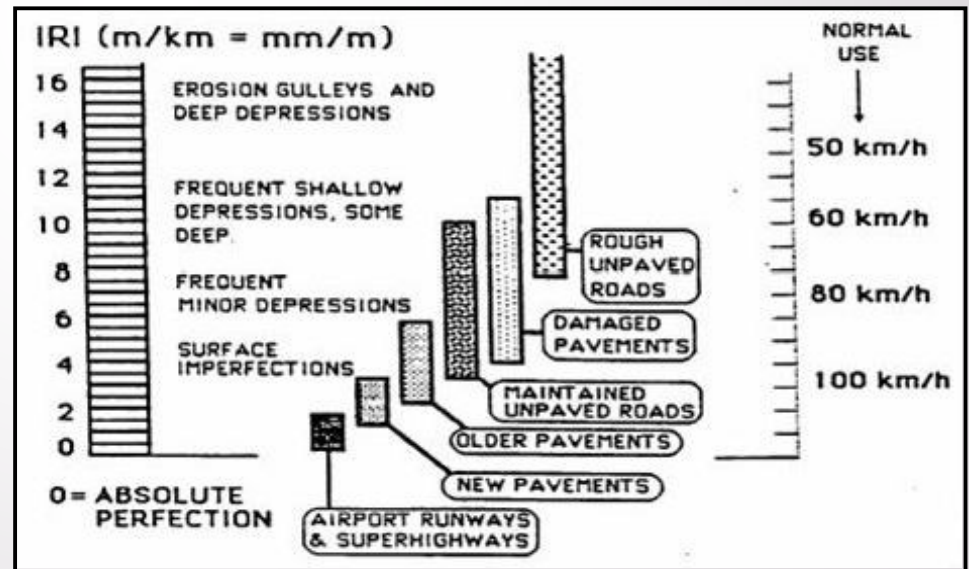 IRI (m/km = mm/m)
16
14
12
10
8
6
4
2
0
EROSION GULLEYS AND
DEEP DEPRESSIONS
FREQUENT SHALLOW
DEPRESSIONS, SOME
DEEP.
FREQUENT
MINOR DEPRESSIONS
SURFACE
IMPERFECTIONS
0= ABSOLUTE
PERFECTION
ROUGH
UNPAVED
ROADS
DAMAGED
PAVEMENTS
MAINTAINED
UNPAVED ROADS
OLDER PAVEMENTS
NEW PAVEMENTS
AIRPORT RUNWAYS
& SUPERHIGHWAYS
NORMAL
USE
50 km/h
60 km/h
80 km/h
100 km/h